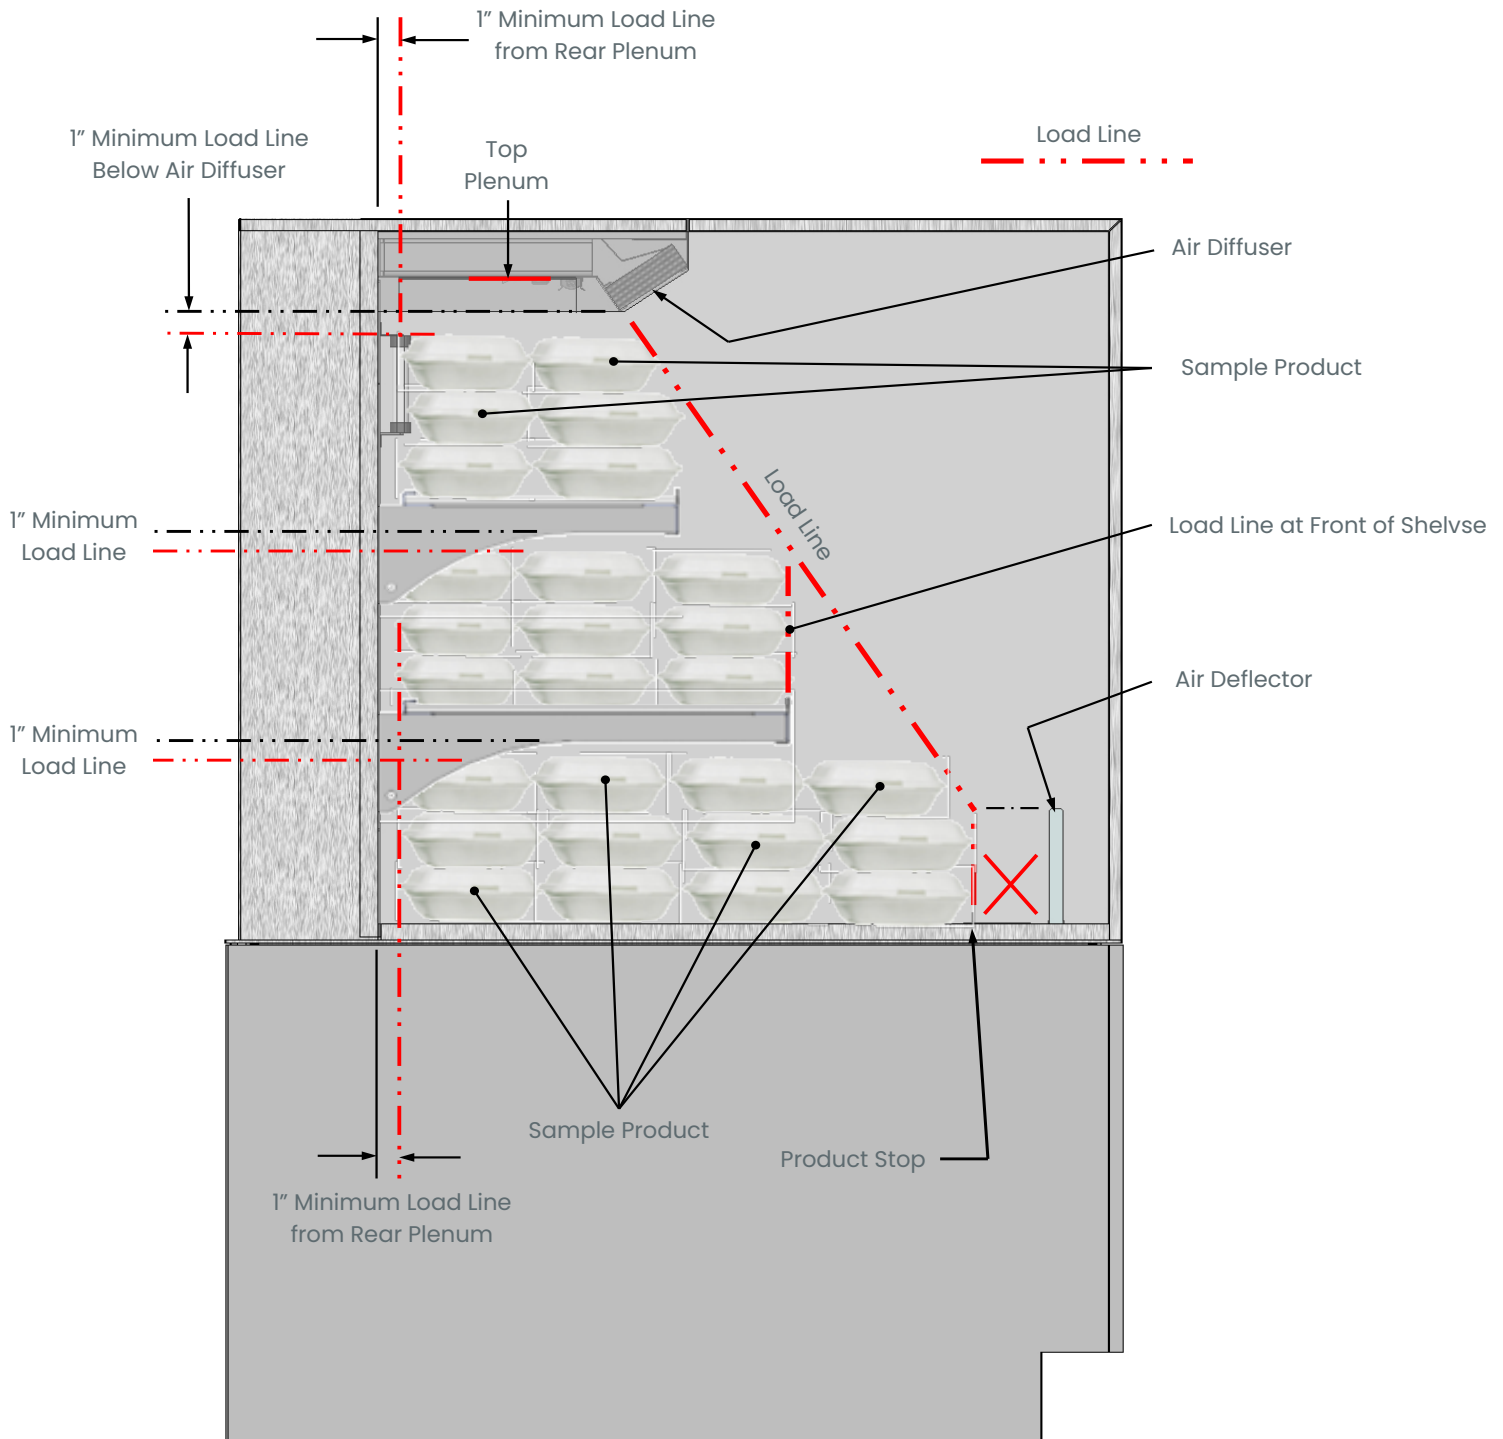 1” Minimum Load Line
from Rear Plenum
1” Minimum Load Line
Below Air Diffuser
Top
Plenum
Load Line
Air Diffuser
Sample Product
Load Line
1” Minimum
Load Line
Load Line at Front of Shelvse
Air Deflector
1” Minimum
Load Line
Sample Product
Product Stop
1” Minimum Load Line
from Rear Plenum